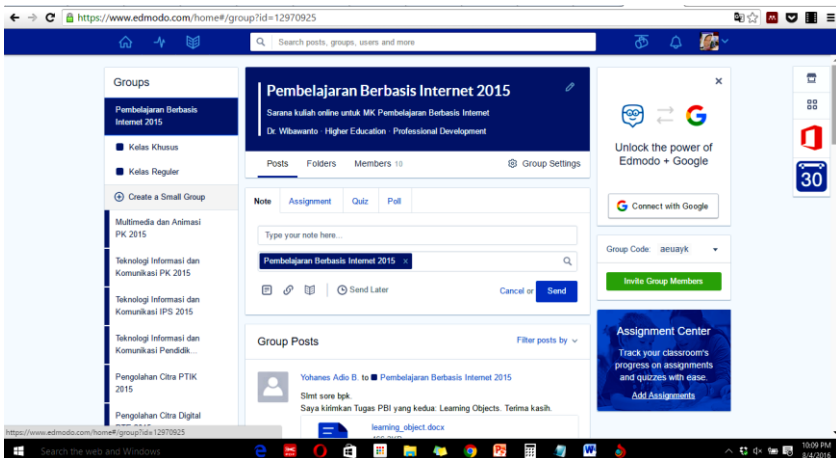 https://www.edmodo.com/home#/group?id=12970925
Search posts, groups, users and more
Groups
Pembelajaran Berbasis
Internet 2015
Kelas Khusus
Kelas Reguler
Create a Small Group
Multimedia dan Animasi
PK 2015
Teknologi Informasi dan
Komunikasi PK 2015
Teknologi Informasi dan
Komunikasi IPS 2015
Teknologi Informasi dan
Komunikasi Pendidik...
Pengolahan Citra PTIK
2015
Pengolahan Citra Digital
Pembelajaran Berbasis Internet 2015
Sarana kuliah online untuk MK Pembelajaran Berbasis Internet
Dr. Wibawanto · Higher Education · Professional Development
Posts Folders Members 10 Group Settings
Note Assignment Quiz Poll
Type your note here...
Pembelajaran Berbasis Internet 2015 ×
Send Later Cancel or Send
Group Posts Filter posts by
Yohanes Adio B. to Pembelajaran Berbasis Internet 2015
Slmt sore bpk.
Saya kirimkan Tugas PBI yang kedua: Learning Objects. Terima kasih.
learning_object.docx
Unlock the power of
Edmodo + Google
Connect with Google
Group Code: aeuayk
Invite Group Members
Assignment Center
Track your classroom's
progress on assignments
and quizzes with ease.
Add Assignments
30
https://www.edmodo.com/home#/group?id=12970925
Search the web and Windows
10:09 PM
8/4/2016